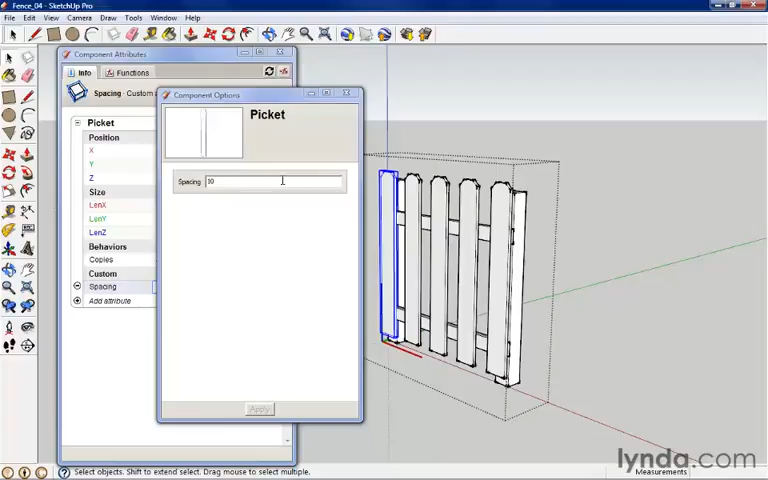 Fence_04 - SketchUp Pro
File Edit View Camera Draw Tools Window Help
Component Attributes
Info Functions
Spacing - Custom
Component Options
Picket
Picket
Position
X
Y
Z
Size
LenX
LenY
LenZ
Behaviors
Copies
Custom
Spacing
Add attribute
Spacing 10
Apply
Select objects. Shift to extend select. Drag mouse to select multiple.
Measurements
lynda.com